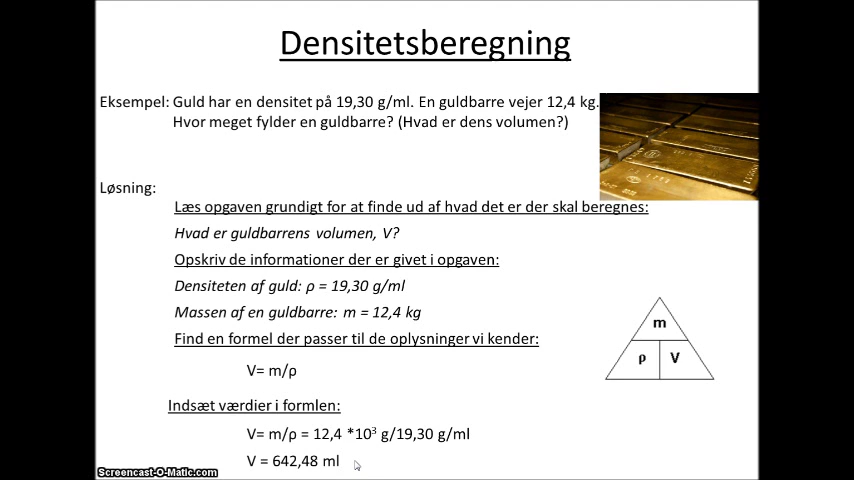 Densitetsberegning
Eksempel: Guld har en densitet på 19,30 g/ml. En guldbarre vejer 12,4 kg.
Hvor meget fylder en guldbarre? (Hvad er dens volumen?)
Løsning:
Læs opgaven grundigt for at finde ud af hvad det er der skal beregnes:
Hvad er guldbarrens volumen, V?
Opskriv de informationer der er givet i opgaven:
Densiteten af guld: ρ = 19,30 g/ml
Massen af en guldbarre: m = 12,4 kg
Find en formel der passer til de oplysninger vi kender:
m
ρ V
V= m/ρ
Indsæt værdier i formlen:
V= m/ρ = 12,4 *10³ g/19,30 g/ml
V = 642,48 ml
Screencast-O-Matic.com